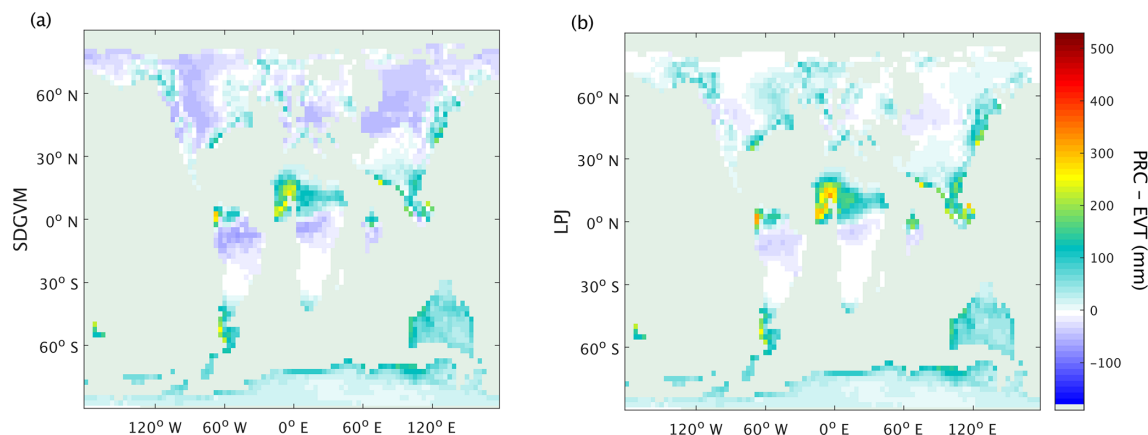 (a)
SDGVM
60° N
30° N
0° N
30° S
60° S
120° W 60° W 0° E 60° E 120° E
(b)
LPJ
60° N
30° N
0° N
30° S
60° S
120° W 60° W 0° E 60° E 120° E
500
400
300
200
100
0
−100
PRC − EVT (mm)